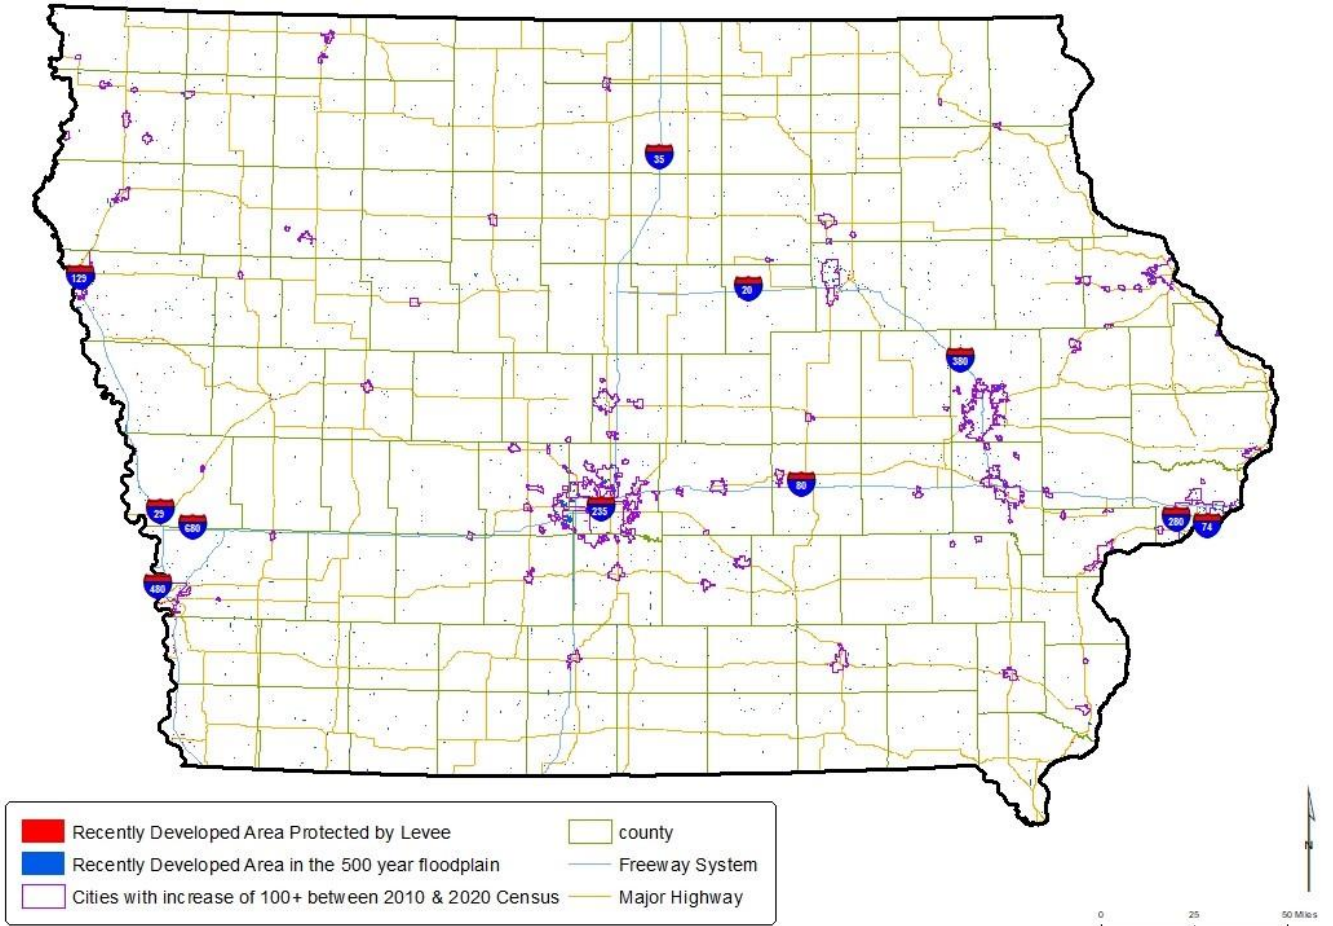 35
129
20
380
80
235
29
680
280
74
480
Recently Developed Area Protected by Levee
county
Recently Developed Area in the 500 year floodplain
Freeway System
Cities with increase of 100+ between 2010 & 2020 Census
Major Highway
N
0 25 50 Miles